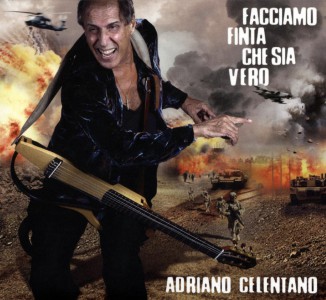 FACCIAMO
FINTA
CHE SIA
VERO
ADRIANO CELENTANO